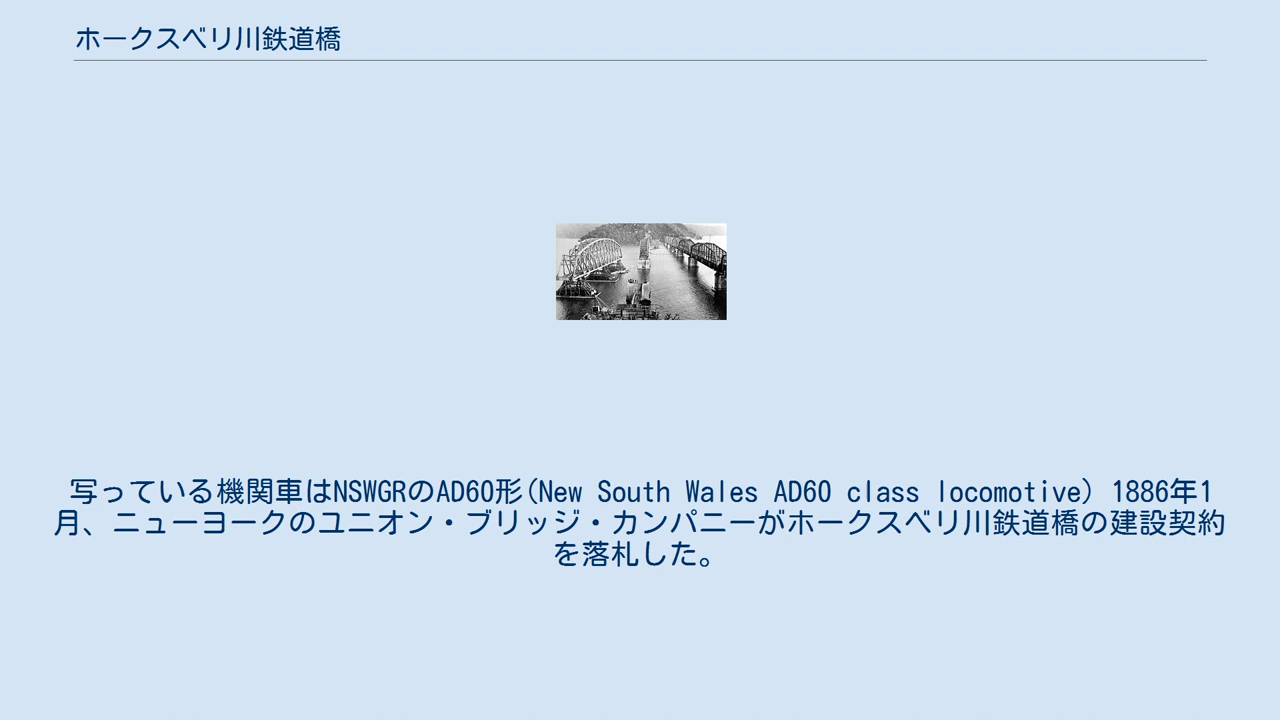 ホークスベリ川鉄道橋
写っている機関車はNSWGRのAD60形(New South Wales AD60 class locomotive) 1886年1
月、ニューヨークのユニオン・ブリッジ・カンパニーがホークスベリ川鉄道橋の建設契約
を落札した。